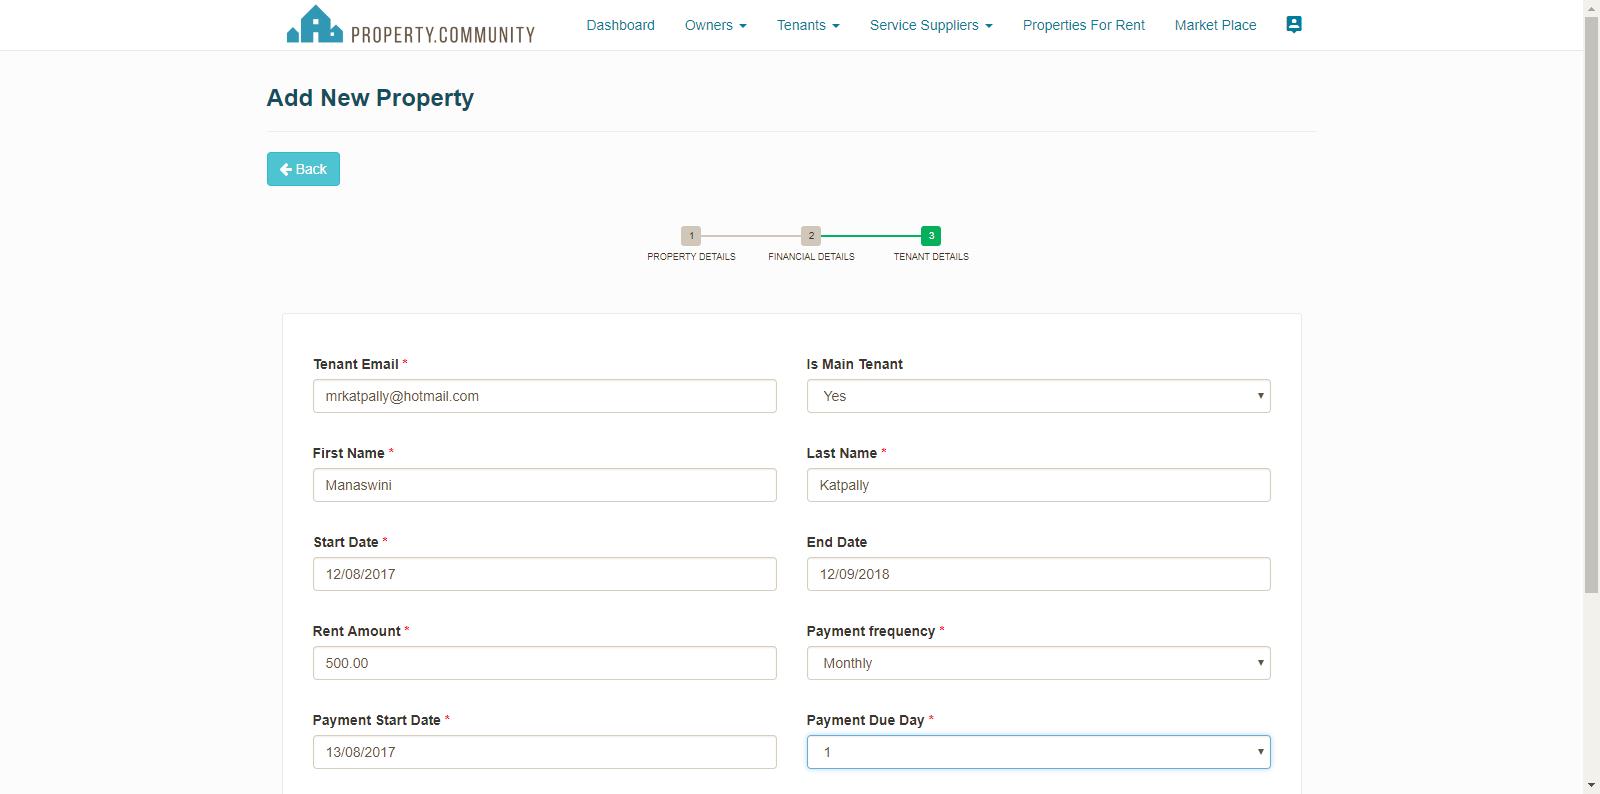 PROPERTY.COMMUNITY Dashboard Owners Tenants Service Suppliers Properties For Rent Market Place
Add New Property
Back
1 2 3
PROPERTY DETAILS FINANCIAL DETAILS TENANT DETAILS
Tenant Email * Is Main Tenant
mrkatpally@hotmail.com Yes
First Name * Last Name *
Manaswini Katpally
Start Date * End Date
12/08/2017 12/09/2018
Rent Amount * Payment frequency *
500.00 Monthly
Payment Start Date * Payment Due Day *
13/08/2017 1